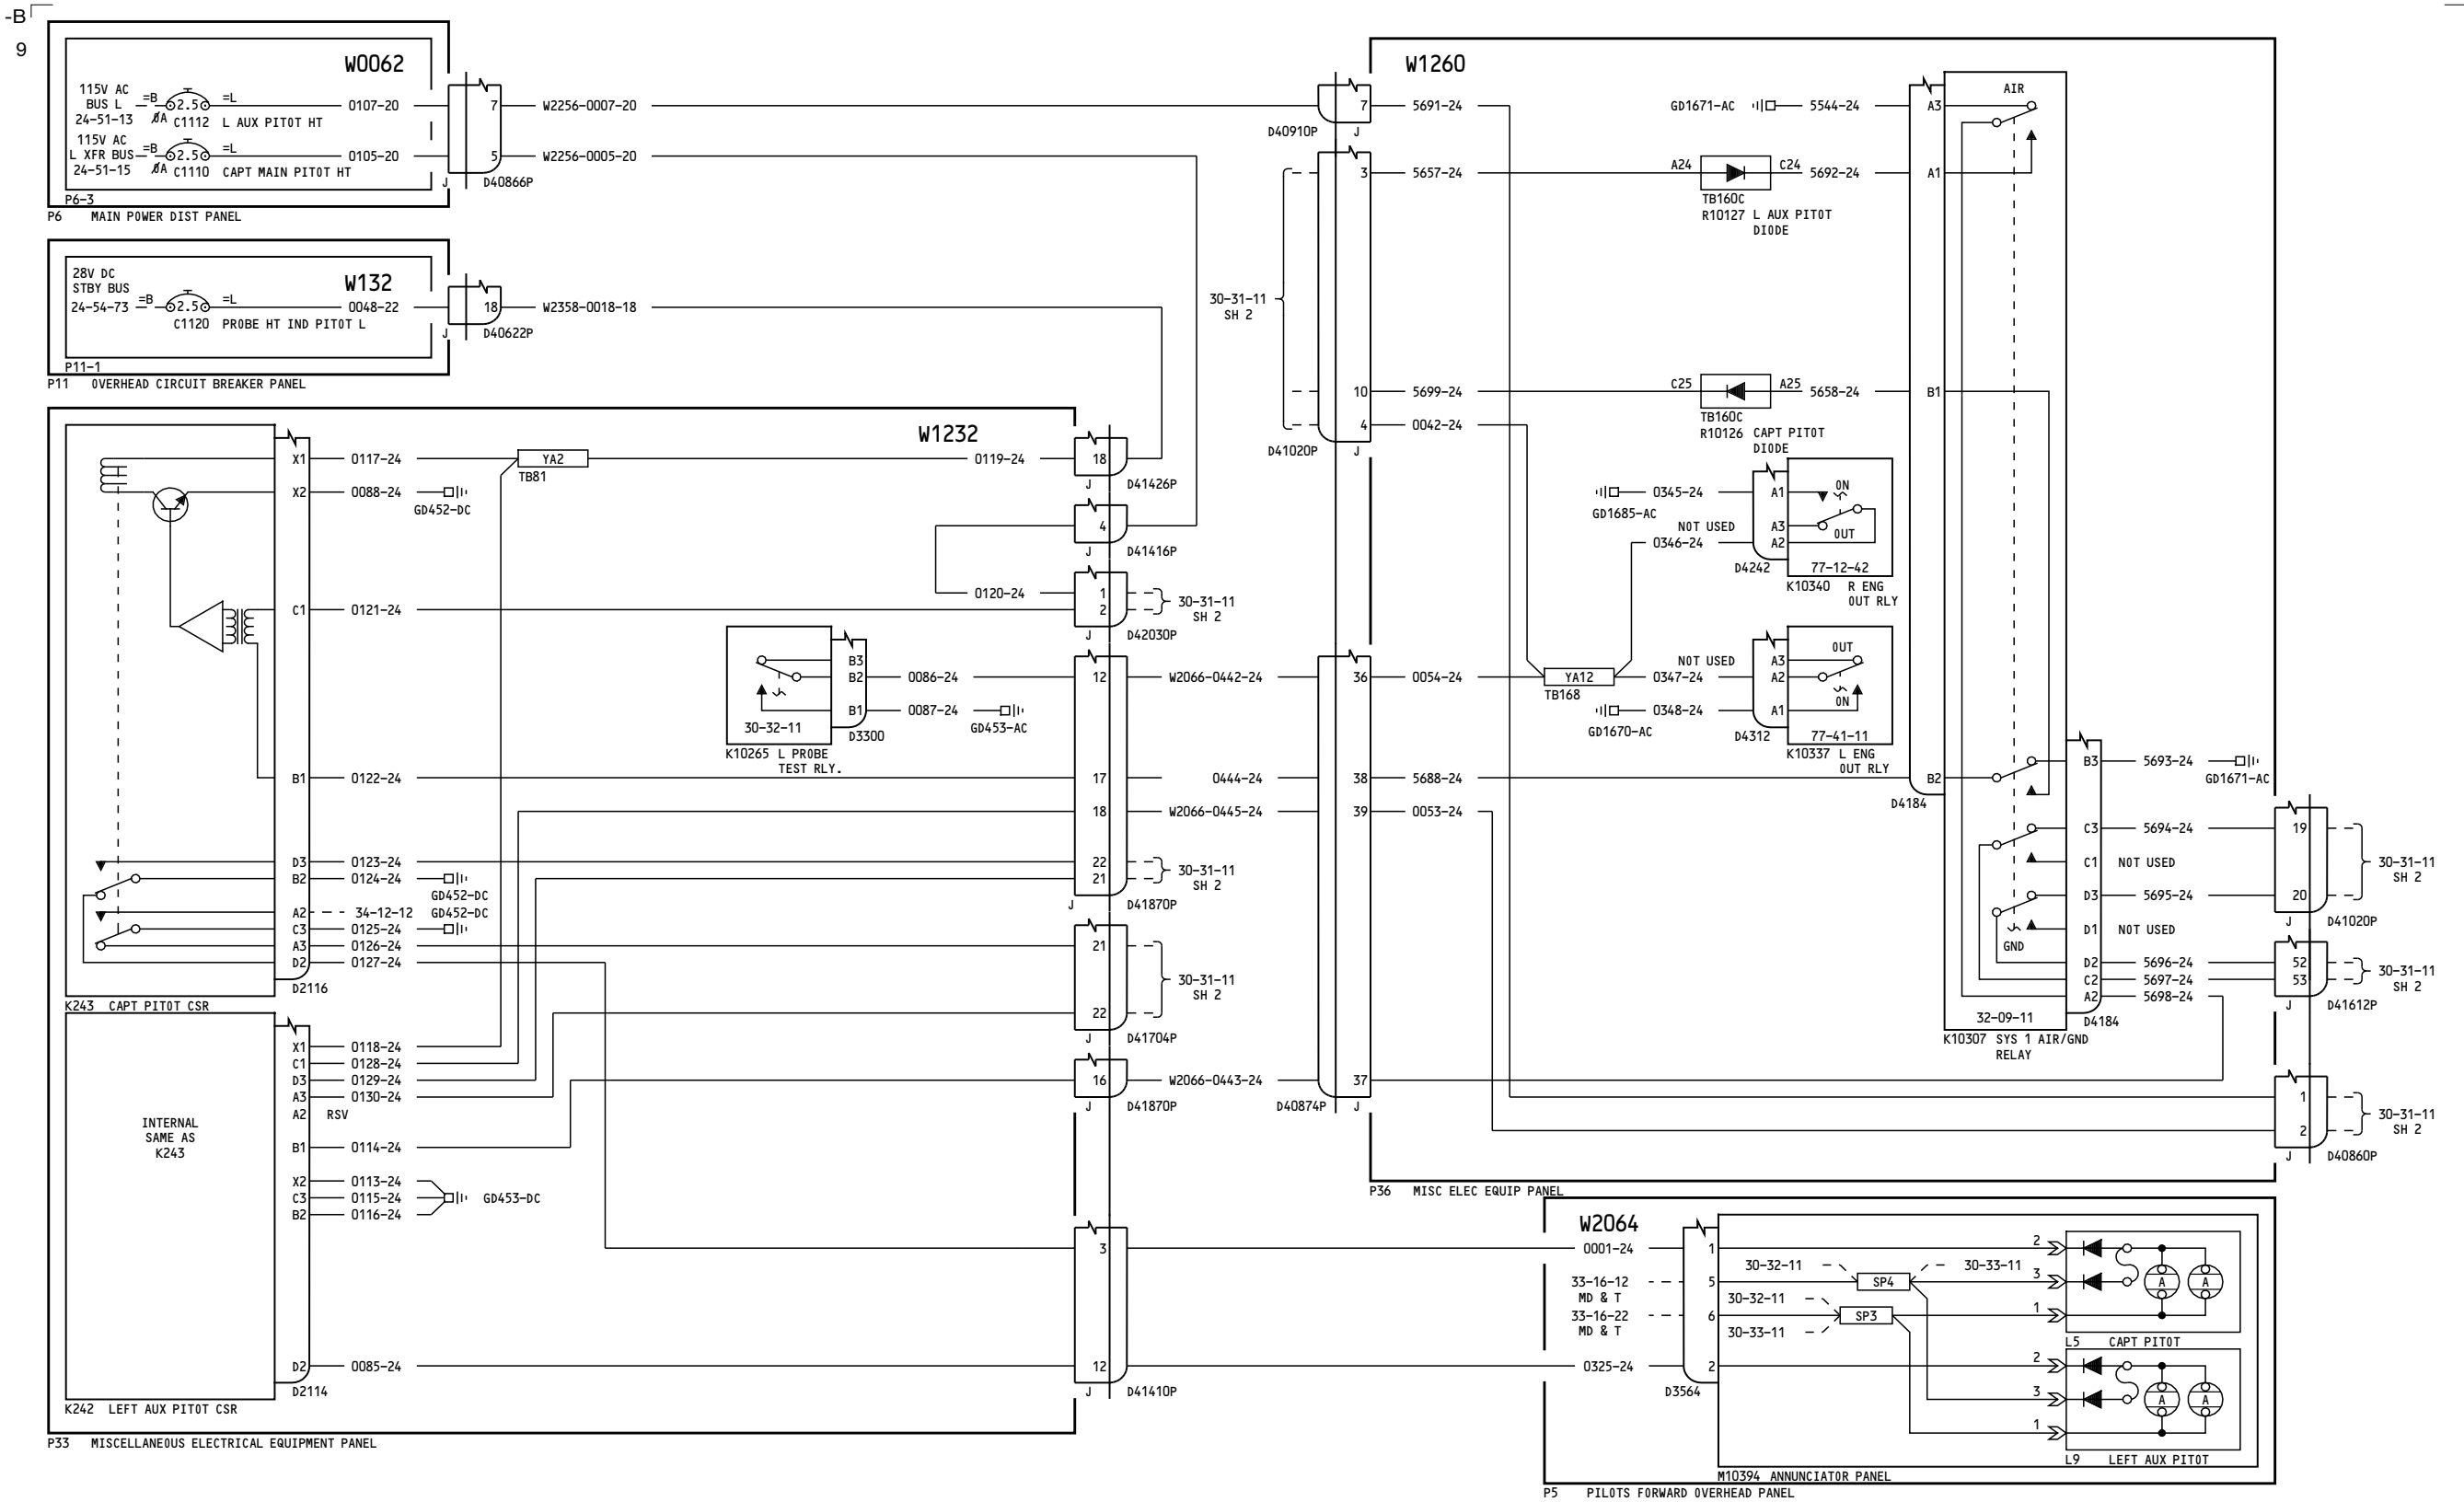 -B
9
W0062
115V AC
BUS L
24-51-13
=B
ØA
2.5
C1112
=L
L AUX PITOT HT
0107-20
115V AC
L XFR BUS
24-51-15
=B
ØA
2.5
C1110
=L
CAPT MAIN PITOT HT
0105-20
P6-3
P6 MAIN POWER DIST PANEL
7
5
J
D40866P
W2256-0007-20
W2256-0005-20
28V DC
STBY BUS
24-54-73
=B
2.5
=L
C1120 PROBE HT IND PITOT L
W132
0048-22
P11-1
P11 OVERHEAD CIRCUIT BREAKER PANEL
18
J
D40622P
W2358-0018-18
W1232
X1 0117-24
YA2
TB81
0119-24
18
J
D41426P
X2 0088-24
GD452-DC
4
J
D41416P
0120-24
1
2
J
D42030P
30-31-11
SH 2
C1 0121-24
B3
B2 0086-24
B1 0087-24
GD453-AC
30-32-11
D3300
K10265 L PROBE
TEST RLY.
12 W2066-0442-24
B1 0122-24
17 0444-24
18 W2066-0445-24
D3 0123-24
B2 0124-24
GD452-DC
22
21
30-31-11
SH 2
J
D41870P
A2 34-12-12 GD452-DC
C3 0125-24
A3 0126-24
D2 0127-24
D2116
K243 CAPT PITOT CSR
21
22
30-31-11
SH 2
J
D41704P
X1 0118-24
C1 0128-24
D3 0129-24
A3 0130-24
A2 RSV
B1 0114-24
X2 0113-24
C3 0115-24
B2 0116-24
GD453-DC
INTERNAL
SAME AS
K243
16 W2066-0443-24
J
D41870P
3
12
J
D41410P
D2 0085-24
D2114
K242 LEFT AUX PITOT CSR
P33 MISCELLANEOUS ELECTRICAL EQUIPMENT PANEL
W1260
7 5691-24
D40910P J
3 5657-24
10 5699-24
4 0042-24
30-31-11
SH 2
D41020P J
A24 C24 5692-24
TB160C
R10127 L AUX PITOT
DIODE
C25 A25 5658-24
TB160C
R10126 CAPT PITOT
DIODE
GD1671-AC 5544-24
A3
A1
B1
B2
D4184
AIR
GND
0345-24
GD1685-AC
NOT USED
0346-24
A1
A3
A2
ON
OUT
D4242
77-12-42
K10340 R ENG
OUT RLY
36 0054-24
YA12
TB168
NOT USED
0347-24
0348-24
GD1670-AC
A3
A2
A1
OUT
ON
D4312
77-41-11
K10337 L ENG
OUT RLY
38 5688-24
39 0053-24
37
D40874P J
B3 5693-24
GD1671-AC
C3 5694-24
C1 NOT USED
D3 5695-24
D1 NOT USED
D2 5696-24
C2 5697-24
A2 5698-24
D4184
32-09-11
K10307 SYS 1 AIR/GND
RELAY
19
20
30-31-11
SH 2
J
D41020P
52
53
30-31-11
SH 2
J
D41612P
1
2
30-31-11
SH 2
J
D40860P
P36 MISC ELEC EQUIP PANEL
W2064
0001-24
33-16-12
MD & T
33-16-22
MD & T
0325-24
1
5
6
2
D3564
30-32-11
SP4
30-33-11
30-32-11
SP3
30-33-11
2
3
1
A
A
L5 CAPT PITOT
2
3
1
A
A
L9 LEFT AUX PITOT
M10394 ANNUNCIATOR PANEL
P5 PILOTS FORWARD OVERHEAD PANEL